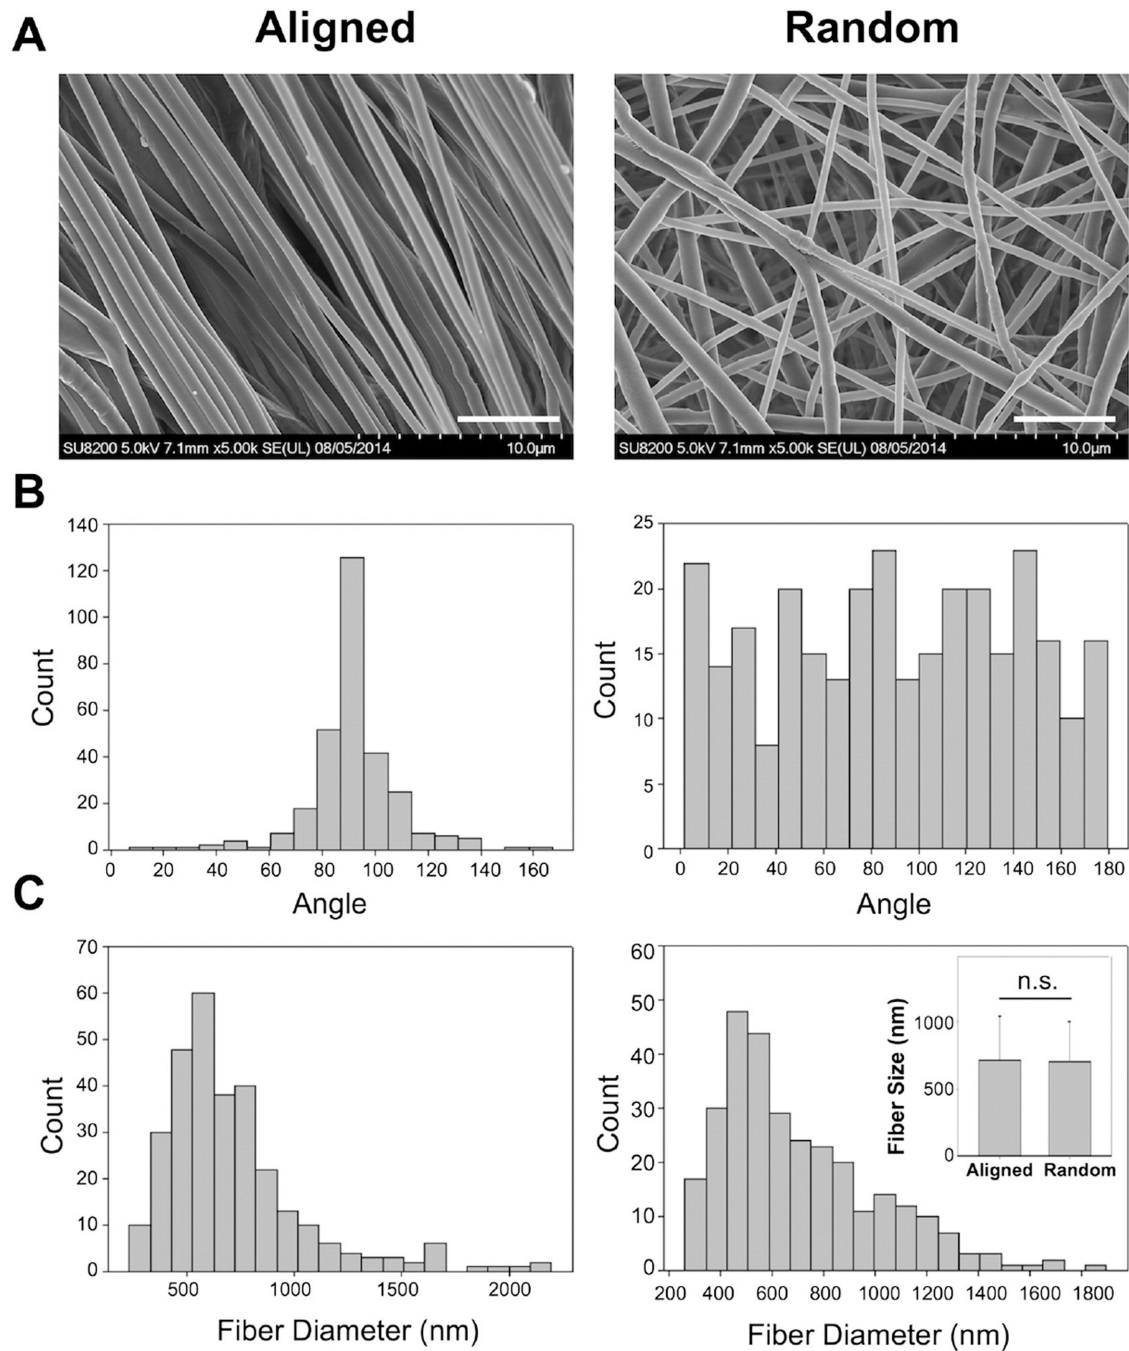 A
Aligned
Random
SU8200 5.0kV 7.1mm x5.00k SE(UL) 08/05/2014
10.0µm
SU8200 5.0kV 7.1mm x5.00k SE(UL) 08/05/2014
10.0µm
B
140
120
100
80
60
40
20
0
Count
0 20 40 60 80 100 120 140 160
Angle
25
20
15
10
5
0
Count
0 20 40 60 80 100 120 140 160 180
Angle
C
70
60
50
40
30
20
10
0
Count
500 1000 1500 2000
Fiber Diameter (nm)
60
50
40
30
20
10
0
Count
200 400 600 800 1000 1200 1400 1600 1800
Fiber Diameter (nm)
n.s.
1000
500
0
Fiber Size (nm)
Aligned Random